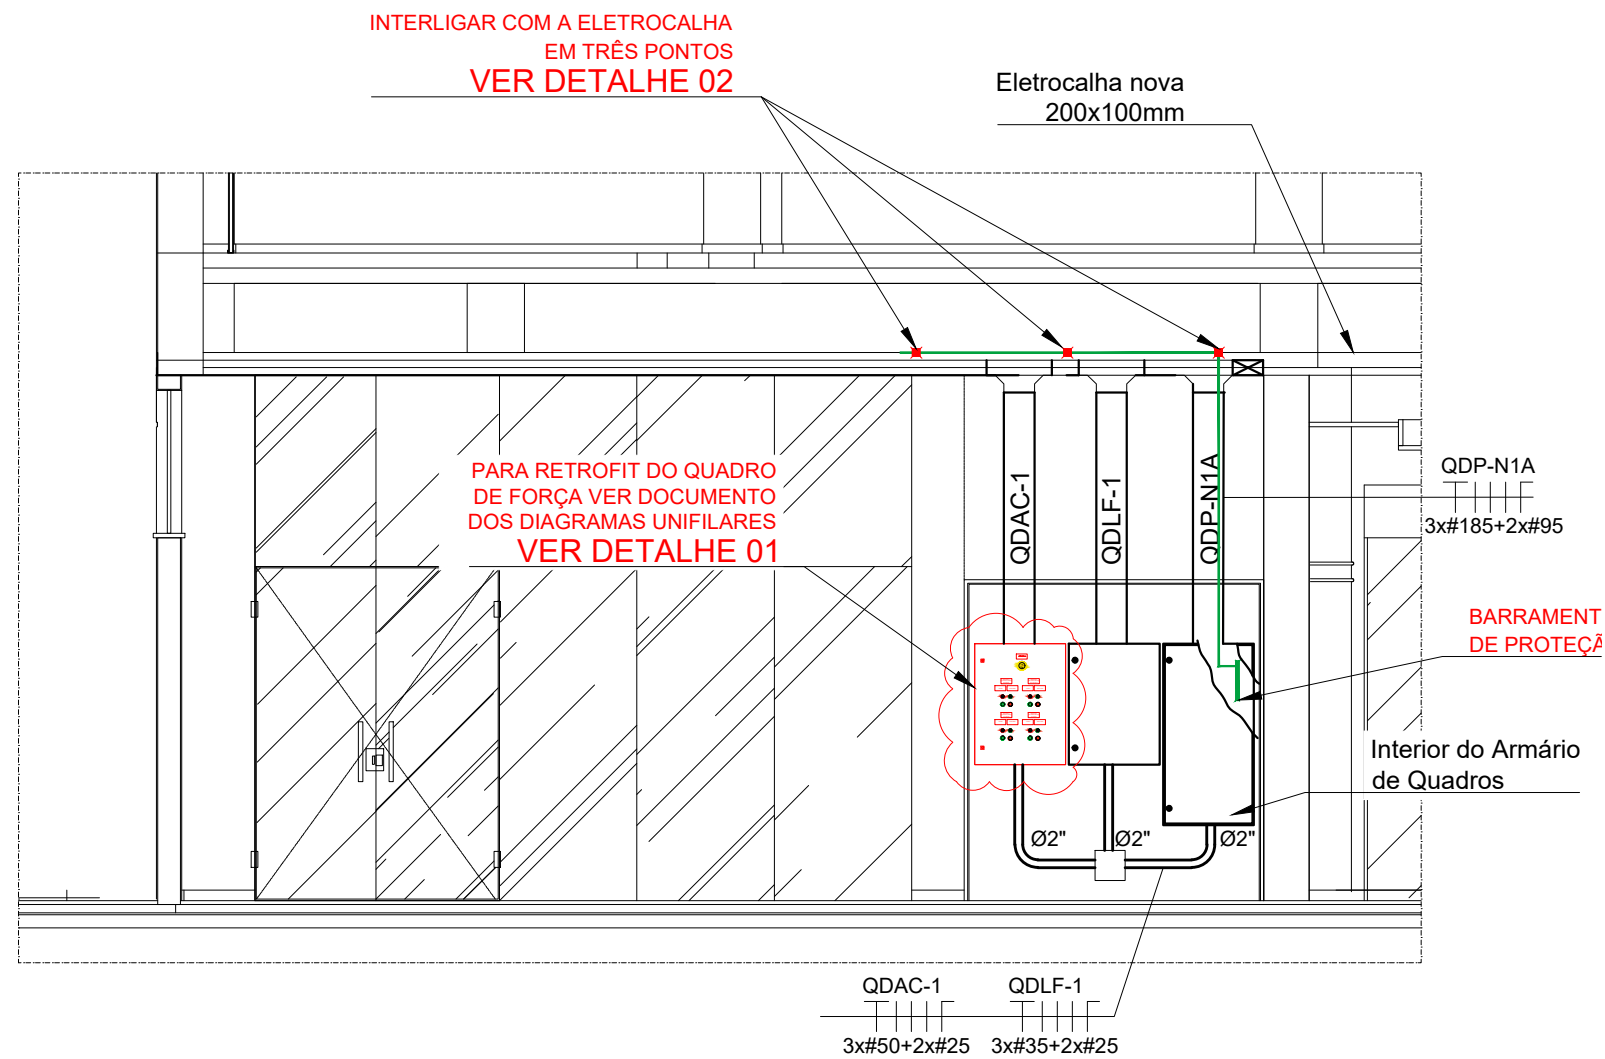 INTERLIGAR COM A ELETROCALHA
EM TRÊS PONTOS
VER DETALHE 02
Eletrocalha nova
200x100mm
PARA RETROFIT DO QUADRO
DE FORÇA VER DOCUMENTO
DOS DIAGRAMAS UNIFILARES
VER DETALHE 01
QDAC-1
QDLF-1
QDP-N1A
QDP-N1A
3x#185+2x#95
BARRAMENT
DE PROTEÇÃ
Interior do Armário
de Quadros
Ø2"
Ø2"
Ø2"
QDAC-1
3x#50+2x#25
QDLF-1
3x#35+2x#25